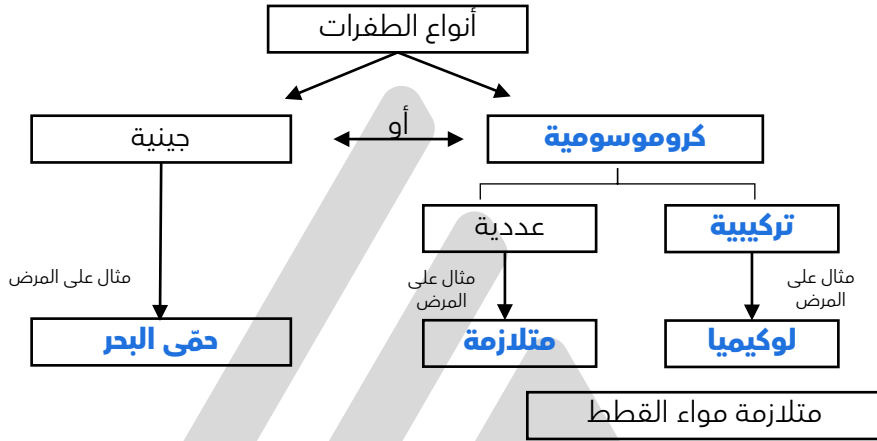 أنواع الطفرات
كروموسومية
أو
جينية
تركيبية
عددية
مثال على
المرض
مثال على
المرض
مثال على المرض
لوكيميا
متلازمة
حمّى البحر
متلازمة مواء القطط